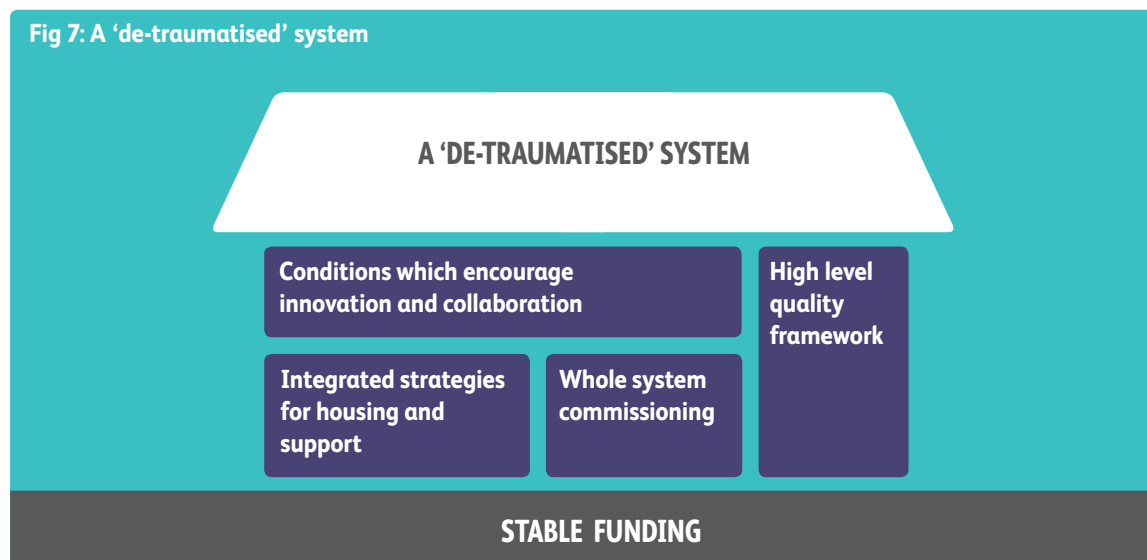 Fig 7: A ‘de-traumatised’ system
A ‘DE-TRAUMATISED’ SYSTEM
Conditions which encourage
innovation and collaboration
High level
quality
framework
Integrated strategies
for housing and
support
Whole system
commissioning
STABLE FUNDING